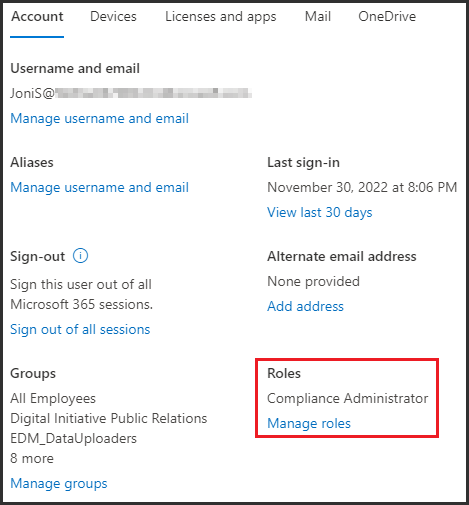 Account Devices Licenses and apps Mail OneDrive
Username and email
JoniS@
Manage username and email
Aliases
Manage username and email
Last sign-in
November 30, 2022 at 8:06 PM
View last 30 days
Sign-out
Sign this user out of all
Microsoft 365 sessions.
Sign out of all sessions
Alternate email address
None provided
Add address
Groups
All Employees
Digital Initiative Public Relations
EDM_DataUploaders
8 more
Manage groups
Roles
Compliance Administrator
Manage roles